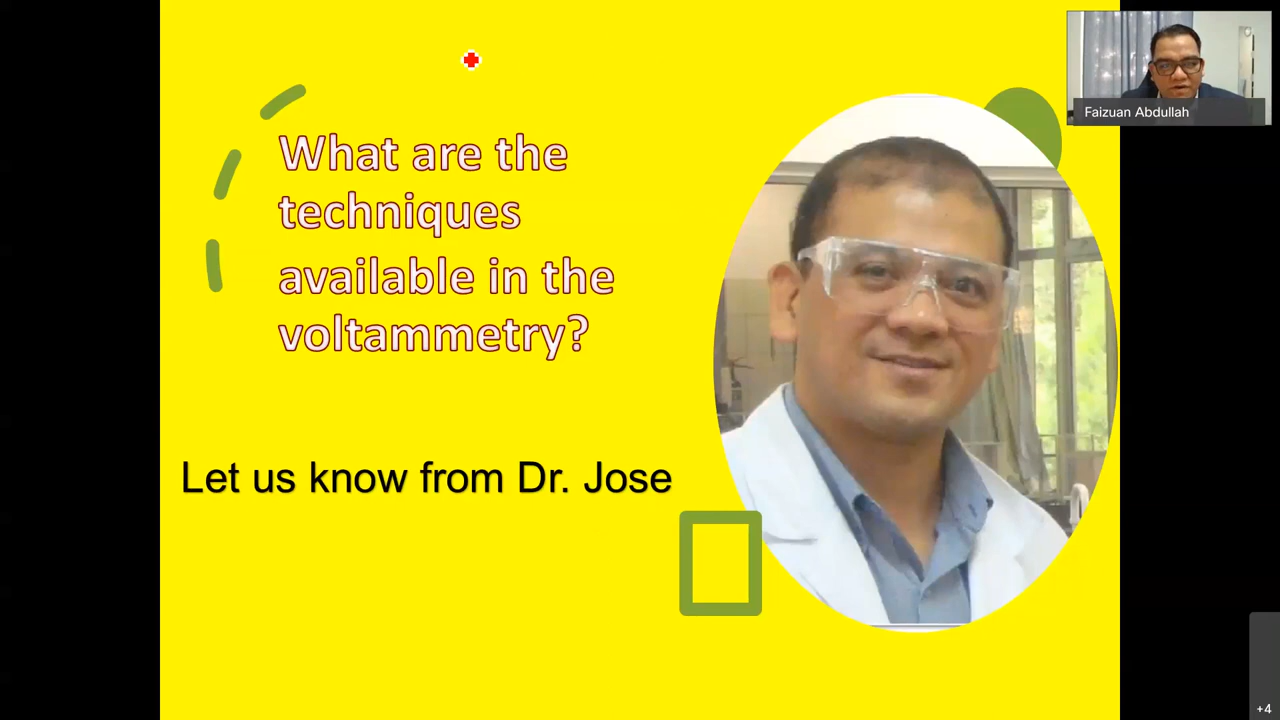 What are the
techniques
available in the
voltammetry?
Let us know from Dr. Jose
Faizuan Abdullah
+4